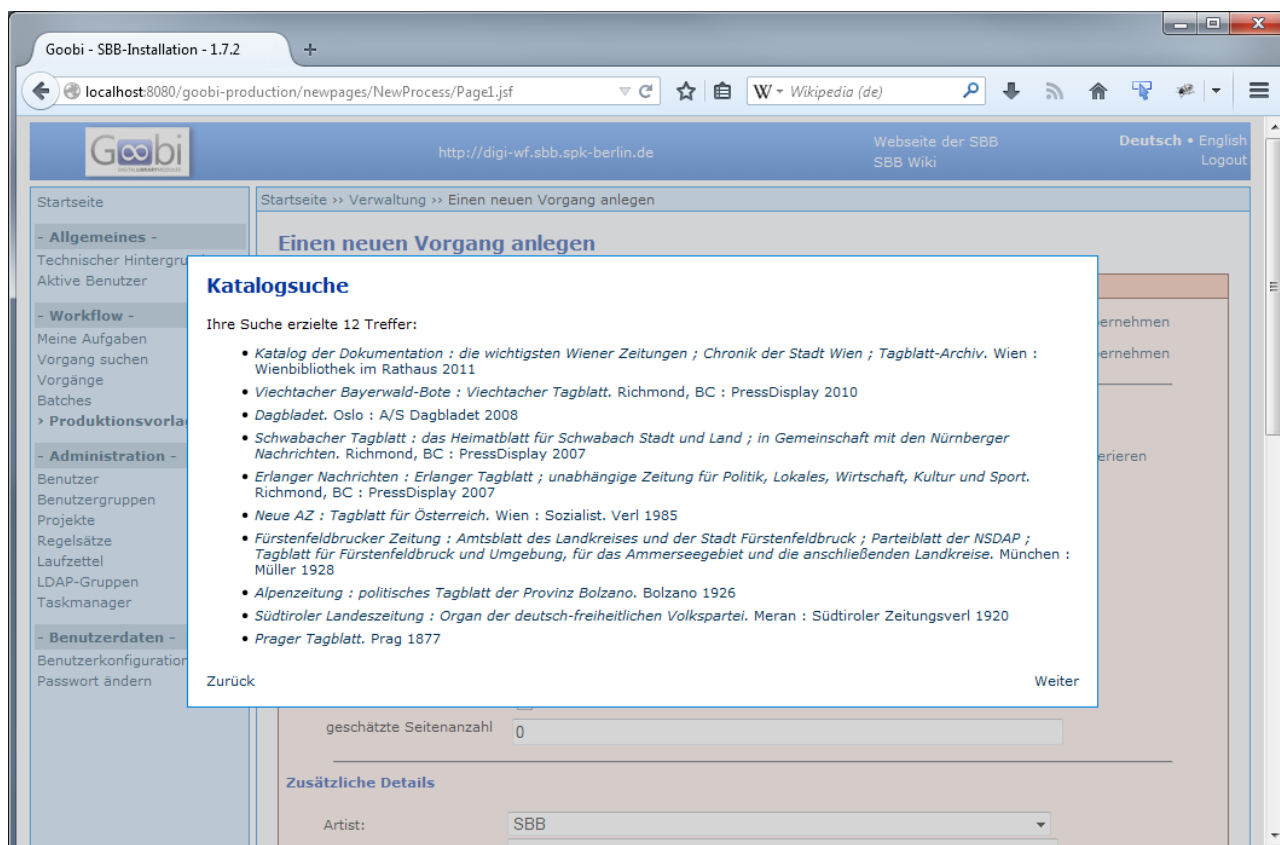 Goobi - SBB-Installation - 1.7.2
localhost:8080/goobi-production/newpages/NewProcess/Page1.jsf
W Wikipedia (de)
Goobi
http://digi-wf.sbb.spk-berlin.de
Webseite der SBB
SBB Wiki
Deutsch • English
Logout
Startseite
- Allgemeines -
Technischer
Aktive Benutzer
- Workflow -
Meine Aufgaben
Vorgang suchen
Vorgänge
Batches
› Produktionsvorla
- Administration -
Benutzer
Benutzergruppen
Projekte
Regelsätze
Laufzettel
LDAP-Gruppen
Taskmanager
- Benutzerdaten -
Benutzerkonfiguration
Passwort ändern
Startseite ›› Verwaltung ›› Einen neuen Vorgang anlegen
Einen neuen Vorgang anlegen
ernehmen
ernehmen
erieren
Katalogsuche
Ihre Suche erzielte 12 Treffer:
• Katalog der Dokumentation : die wichtigsten Wiener Zeitungen ; Chronik der Stadt Wien ; Tagblatt-Archiv. Wien :
Wienbibliothek im Rathaus 2011
• Viechtacher Bayerwald-Bote : Viechtacher Tagblatt. Richmond, BC : PressDisplay 2010
• Dagbladet. Oslo : A/S Dagbladet 2008
• Schwabacher Tagblatt : das Heimatblatt für Schwabach Stadt und Land ; in Gemeinschaft mit den Nürnberger
Nachrichten. Richmond, BC : PressDisplay 2007
• Erlanger Nachrichten : Erlanger Tagblatt ; unabhängige Zeitung für Politik, Lokales, Wirtschaft, Kultur und Sport.
Richmond, BC : PressDisplay 2007
• Neue AZ : Tagblatt für Österreich. Wien : Sozialist. Verl 1985
• Fürstenfeldbrucker Zeitung : Amtsblatt des Landkreises und der Stadt Fürstenfeldbruck ; Parteiblatt der NSDAP ;
Tagblatt für Fürstenfeldbruck und Umgebung, für das Ammerseegebiet und die anschließenden Landkreise. München :
Müller 1928
• Alpenzeitung : politisches Tagblatt der Provinz Bolzano. Bolzano 1926
• Südtiroler Landeszeitung : Organ der deutsch-freiheitlichen Volkspartei. Meran : Südtiroler Zeitungsverl 1920
• Prager Tagblatt. Prag 1877
Zurück
Weiter
geschätzte Seitenanzahl
0
Zusätzliche Details
Artist:
SBB